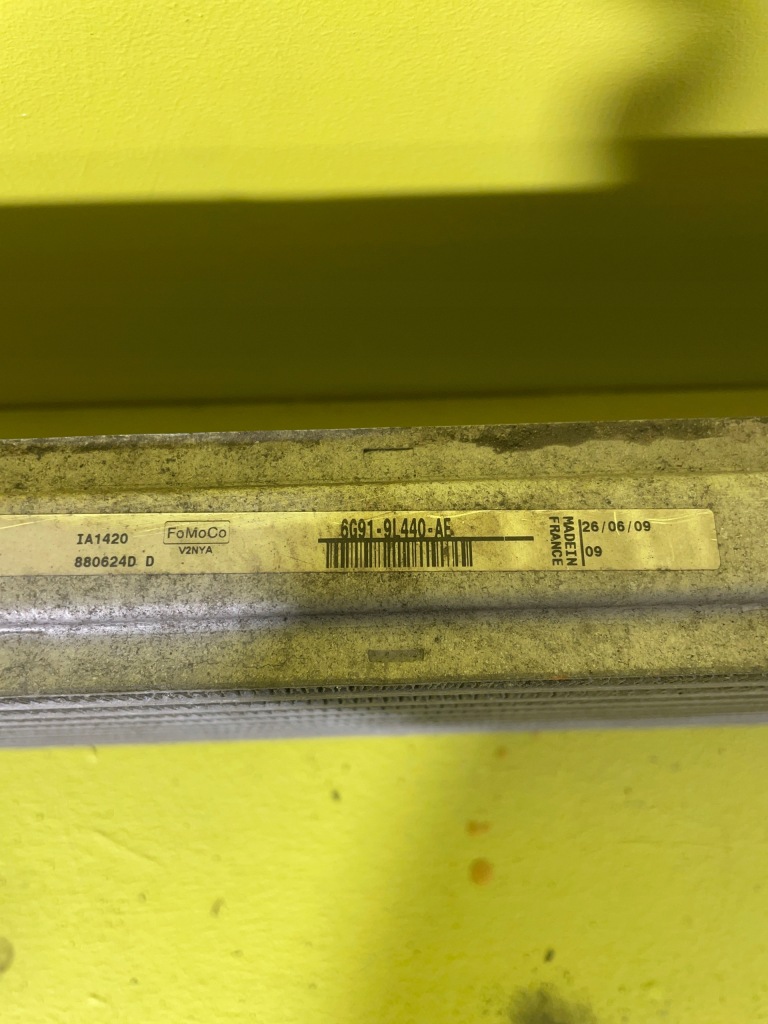 IA1420
880624D D
FoMoCo
V2NYA
6G91-9L440-AE
MADE IN
FRANCE
26/06/09
09